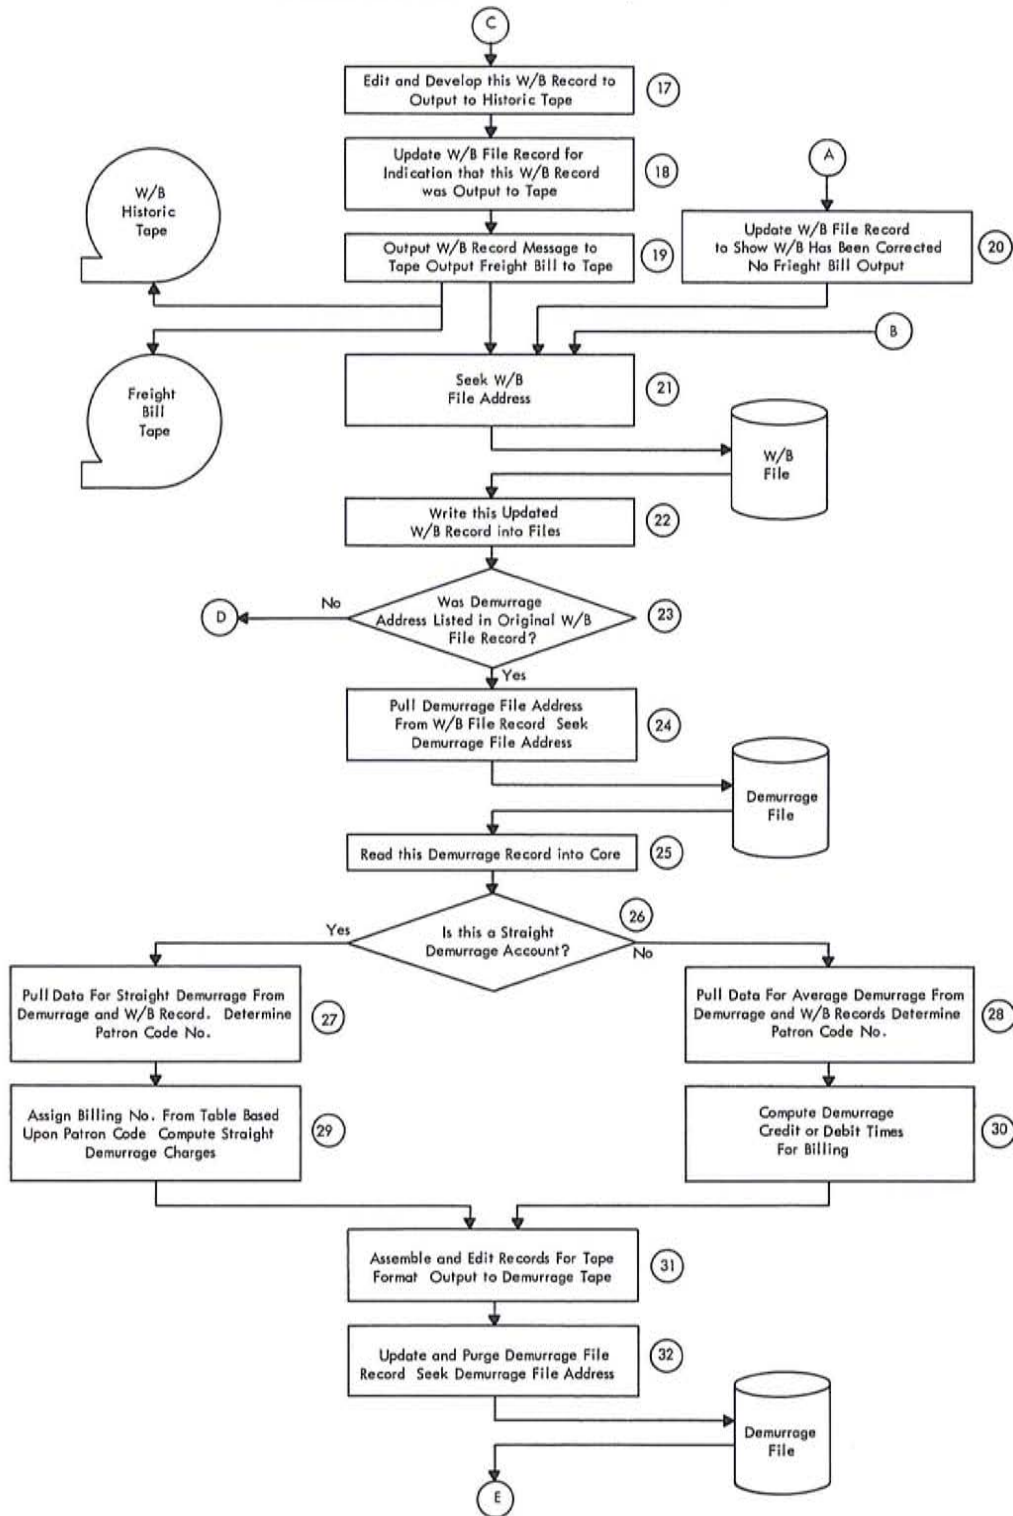 C
Edit and Develop this W/B Record to
Output to Historic Tape
17
Update W/B File Record for
Indication that this W/B Record
was Output to Tape
18
A
W/B
Historic
Tape
Output W/B Record Message to
Tape Output Freight Bill to Tape
19
Update W/B File Record
to Show W/B Has Been Corrected
No Frieght Bill Output
20
B
Freight
Bill
Tape
Seek W/B
File Address
21
W/B
File
Write this Updated
W/B Record into Files
22
D
No
Was Demurrage
Address Listed in Original W/B
File Record?
23
Yes
Pull Demurrage File Address
From W/B File Record Seek
Demurrage File Address
24
Demurrage
File
Read this Demurrage Record into Core
25
Yes
Is this a Straight
Demurrage Account?
26
No
Pull Data For Straight Demurrage From
Demurrage and W/B Record. Determine
Patron Code No.
27
Pull Data For Average Demurrage From
Demurrage and W/B Records Determine
Patron Code No.
28
Assign Billing No. From Table Based
Upon Patron Code Compute Straight
Demurrage Charges
29
Compute Demurrage
Credit or Debit Times
For Billing
30
Assemble and Edit Records For Tape
Format Output to Demurrage Tape
31
Update and Purge Demurrage File
Record Seek Demurrage File Address
32
Demurrage
File
E